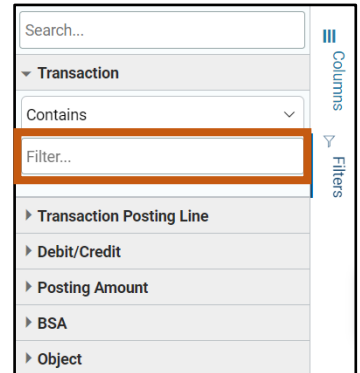 Search...
Transaction
Contains
Filter...
Transaction Posting Line
Debit/Credit
Posting Amount
BSA
Object
Columns
Filters